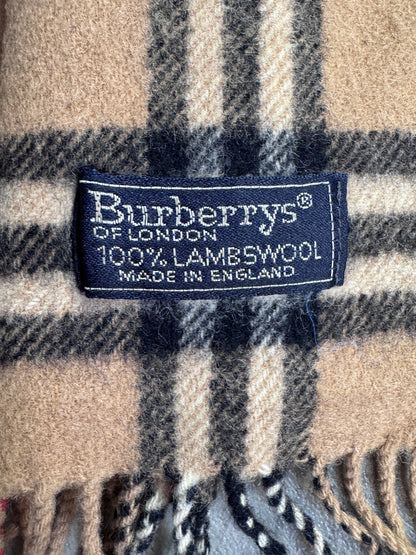 Burberrys®
OF LONDON
100% LAMBSWOOL
MADE IN ENGLAND